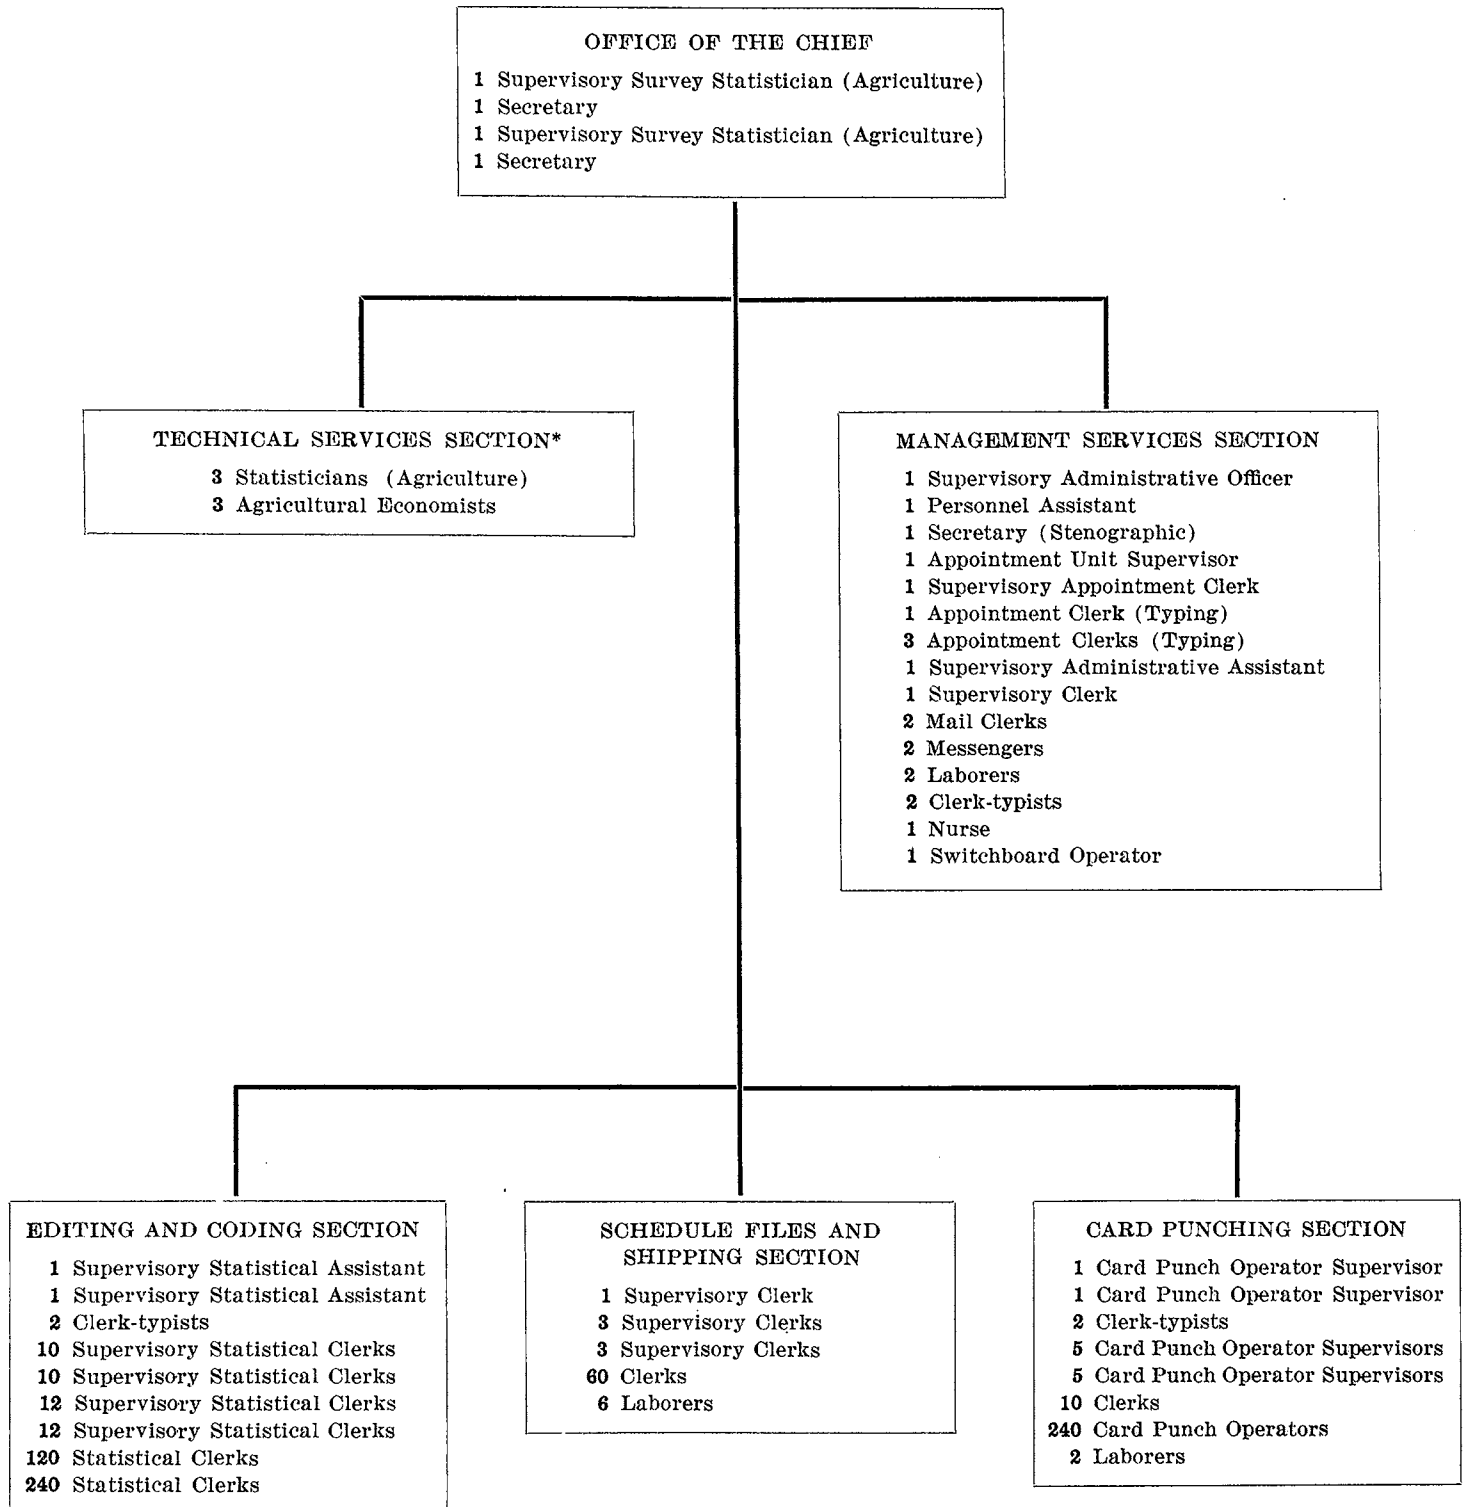 OFFICE OF THE CHIEF
1 Supervisory Survey Statistician (Agriculture)
1 Secretary
1 Supervisory Survey Statistician (Agriculture)
1 Secretary
TECHNICAL SERVICES SECTION*
3 Statisticians (Agriculture)
3 Agricultural Economists
MANAGEMENT SERVICES SECTION
1 Supervisory Administrative Officer
1 Personnel Assistant
1 Secretary (Stenographic)
1 Appointment Unit Supervisor
1 Supervisory Appointment Clerk
1 Appointment Clerk (Typing)
3 Appointment Clerks (Typing)
1 Supervisory Administrative Assistant
1 Supervisory Clerk
2 Mail Clerks
2 Messengers
2 Laborers
2 Clerk-typists
1 Nurse
1 Switchboard Operator
EDITING AND CODING SECTION
1 Supervisory Statistical Assistant
1 Supervisory Statistical Assistant
2 Clerk-typists
10 Supervisory Statistical Clerks
10 Supervisory Statistical Clerks
12 Supervisory Statistical Clerks
12 Supervisory Statistical Clerks
120 Statistical Clerks
240 Statistical Clerks
SCHEDULE FILES AND
SHIPPING SECTION
1 Supervisory Clerk
3 Supervisory Clerks
3 Supervisory Clerks
60 Clerks
6 Laborers
CARD PUNCHING SECTION
1 Card Punch Operator Supervisor
1 Card Punch Operator Supervisor
2 Clerk-typists
5 Card Punch Operator Supervisors
5 Card Punch Operator Supervisors
10 Clerks
240 Card Punch Operators
2 Laborers